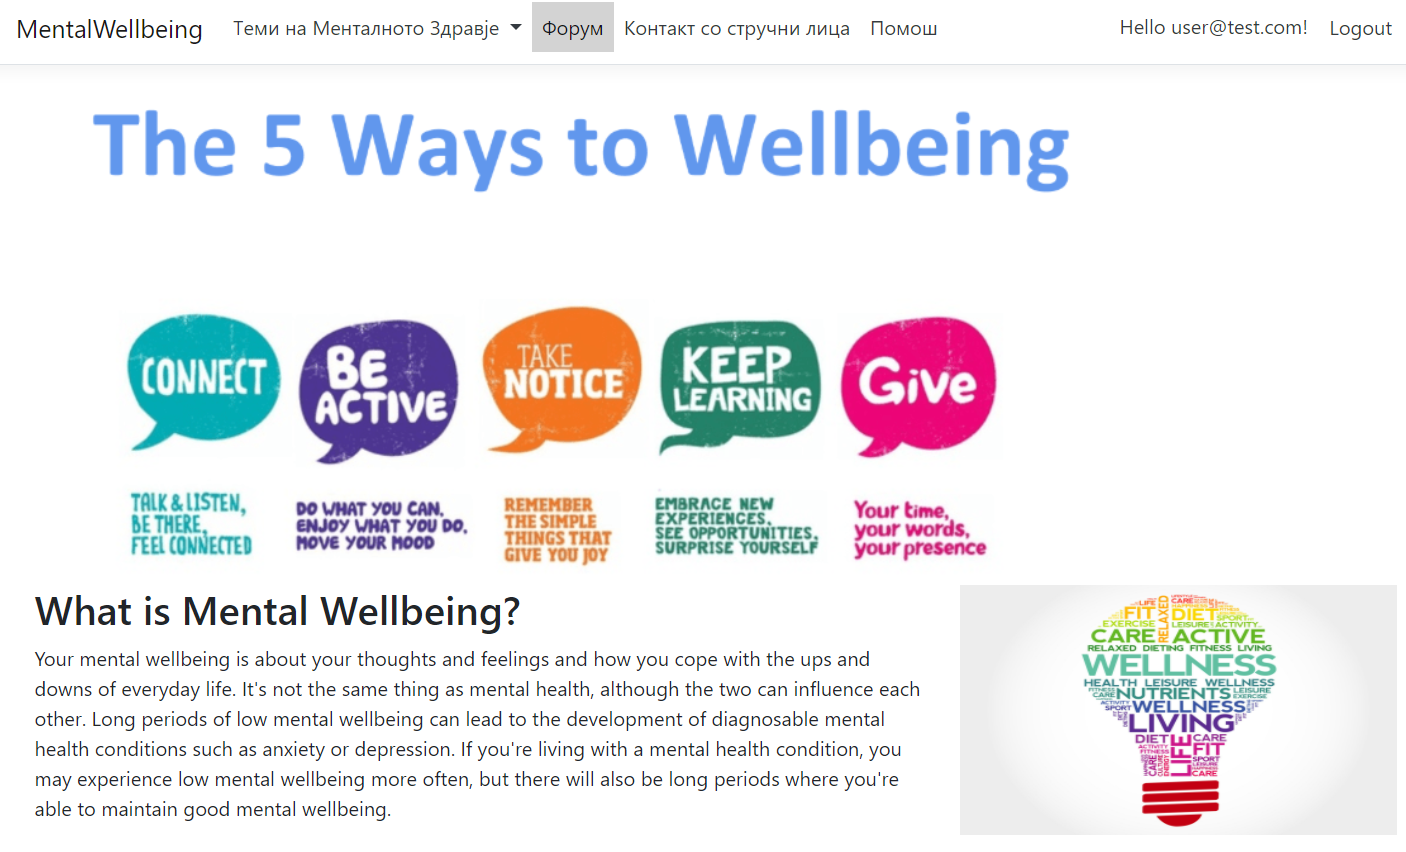 MentalWellbeing Теми на Менталното Здравје Форум Контакт со стручни лица Помош Hello user@test.com! Logout
The 5 Ways to Wellbeing
CONNECT
BE
ACTIVE
TAKE
NOTICE
KEEP
LEARNING
Give
TALK & LISTEN,
BE THERE,
FEEL CONNECTED
DO WHAT YOU CAN,
ENJOY WHAT YOU DO,
MOVE YOUR MOOD
REMEMBER
THE SIMPLE
THINGS THAT
GIVE YOU JOY
EMBRACE NEW
EXPERIENCES,
SEE OPPORTUNITIES,
SURPRISE YOURSELF
Your time,
your words,
your presence
What is Mental Wellbeing?
Your mental wellbeing is about your thoughts and feelings and how you cope with the ups and
downs of everyday life. It's not the same thing as mental health, although the two can influence each
other. Long periods of low mental wellbeing can lead to the development of diagnosable mental
health conditions such as anxiety or depression. If you're living with a mental health condition, you
may experience low mental wellbeing more often, but there will also be long periods where you're
able to maintain good mental wellbeing.
LIFE CARE
FIT RELAXED DIET SPORT
EXERCISE LEISURE ACTIVITY
CARE ACTIVE
RELAXED DIETING FITNESS LIVING
WELLNESS
HEALTH LEISURE WELLNESS
FITNESS CARE NUTRIENTS LEISURE EXERCISE
ACTIVITY SPORT WELLNESS
LIVING
DIET LIFE CARE
ACTIVITY FITNESS FIT
CARE SPORT
LEISURE
CARE